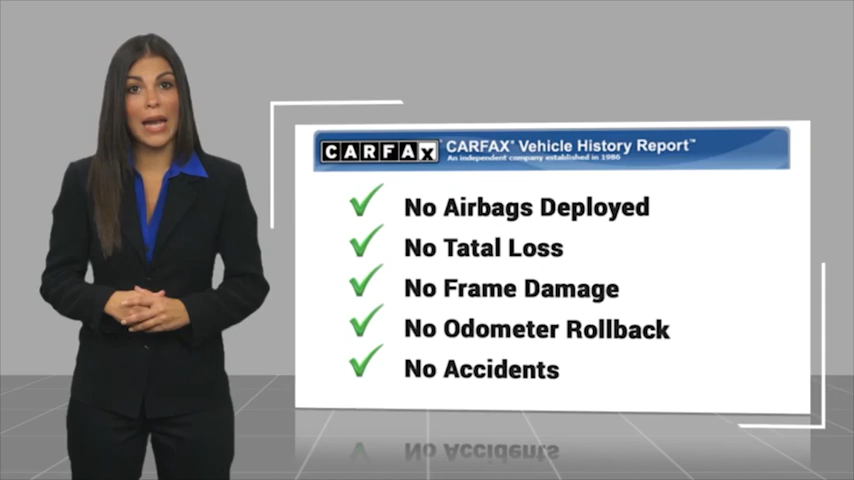 CARFAX CARFAX® Vehicle History Report™
An independent company established in 1986
No Airbags Deployed
No Tatal Loss
No Frame Damage
No Odometer Rollback
No Accidents
No Accidents